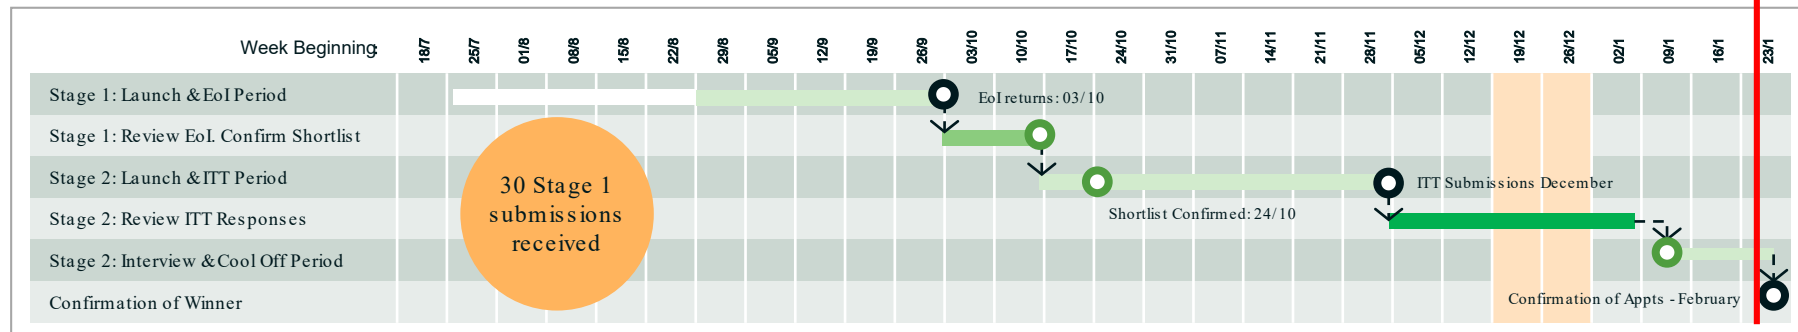 Week Beginning: 18/7 25/7 01/8 08/8 15/8 22/8 29/8 05/9 12/9 19/9 26/9 03/10 10/10 17/10 24/10 31/10 07/11 14/11 21/11 28/11 05/12 12/12 19/12 26/12 02/1 09/1 16/1 23/1
Stage 1: Launch & EoI Period
EoI returns: 03/10
Stage 1: Review EoI. Confirm Shortlist
Stage 2: Launch & ITT Period
ITT Submissions December
30 Stage 1
submissions
received
Stage 2: Review ITT Responses
Shortlist Confirmed: 24/10
Stage 2: Interview & Cool Off Period
Confirmation of Winner
Confirmation of Appts - February